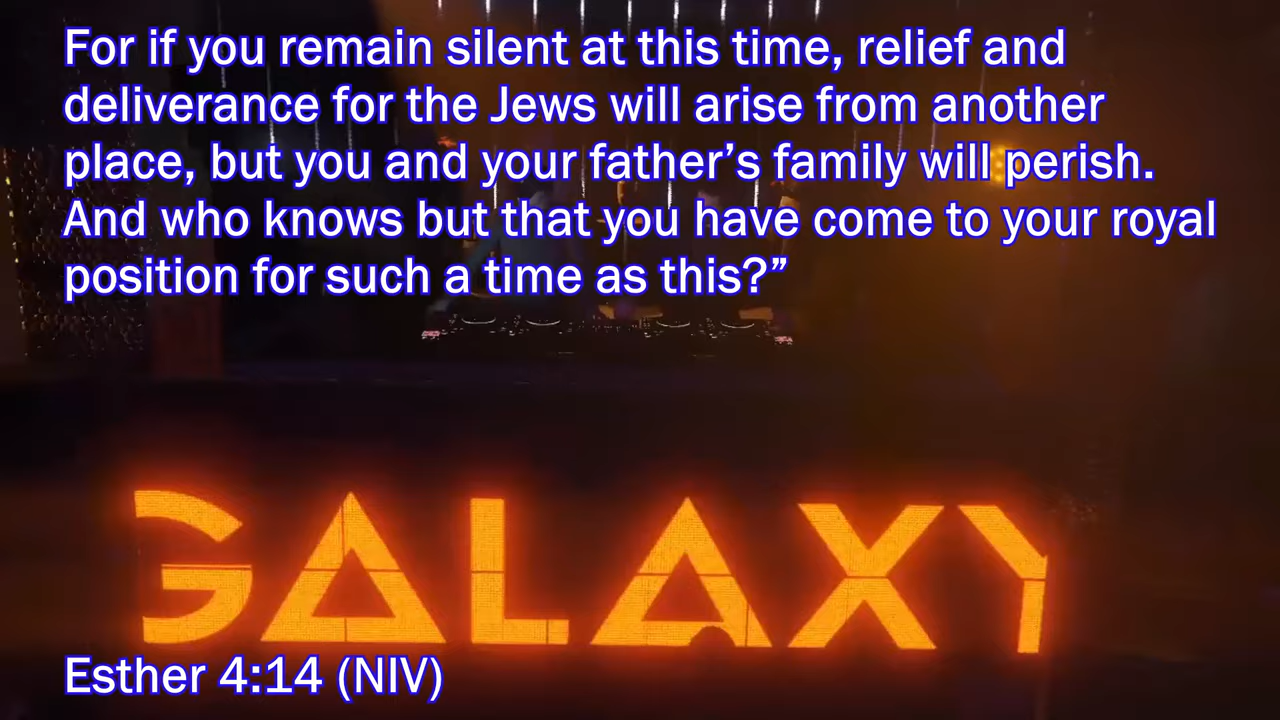 For if you remain silent at this time, relief and
deliverance for the Jews will arise from another
place, but you and your father’s family will perish.
And who knows but that you have come to your royal
position for such a time as this?”
GALAXY
Esther 4:14 (NIV)